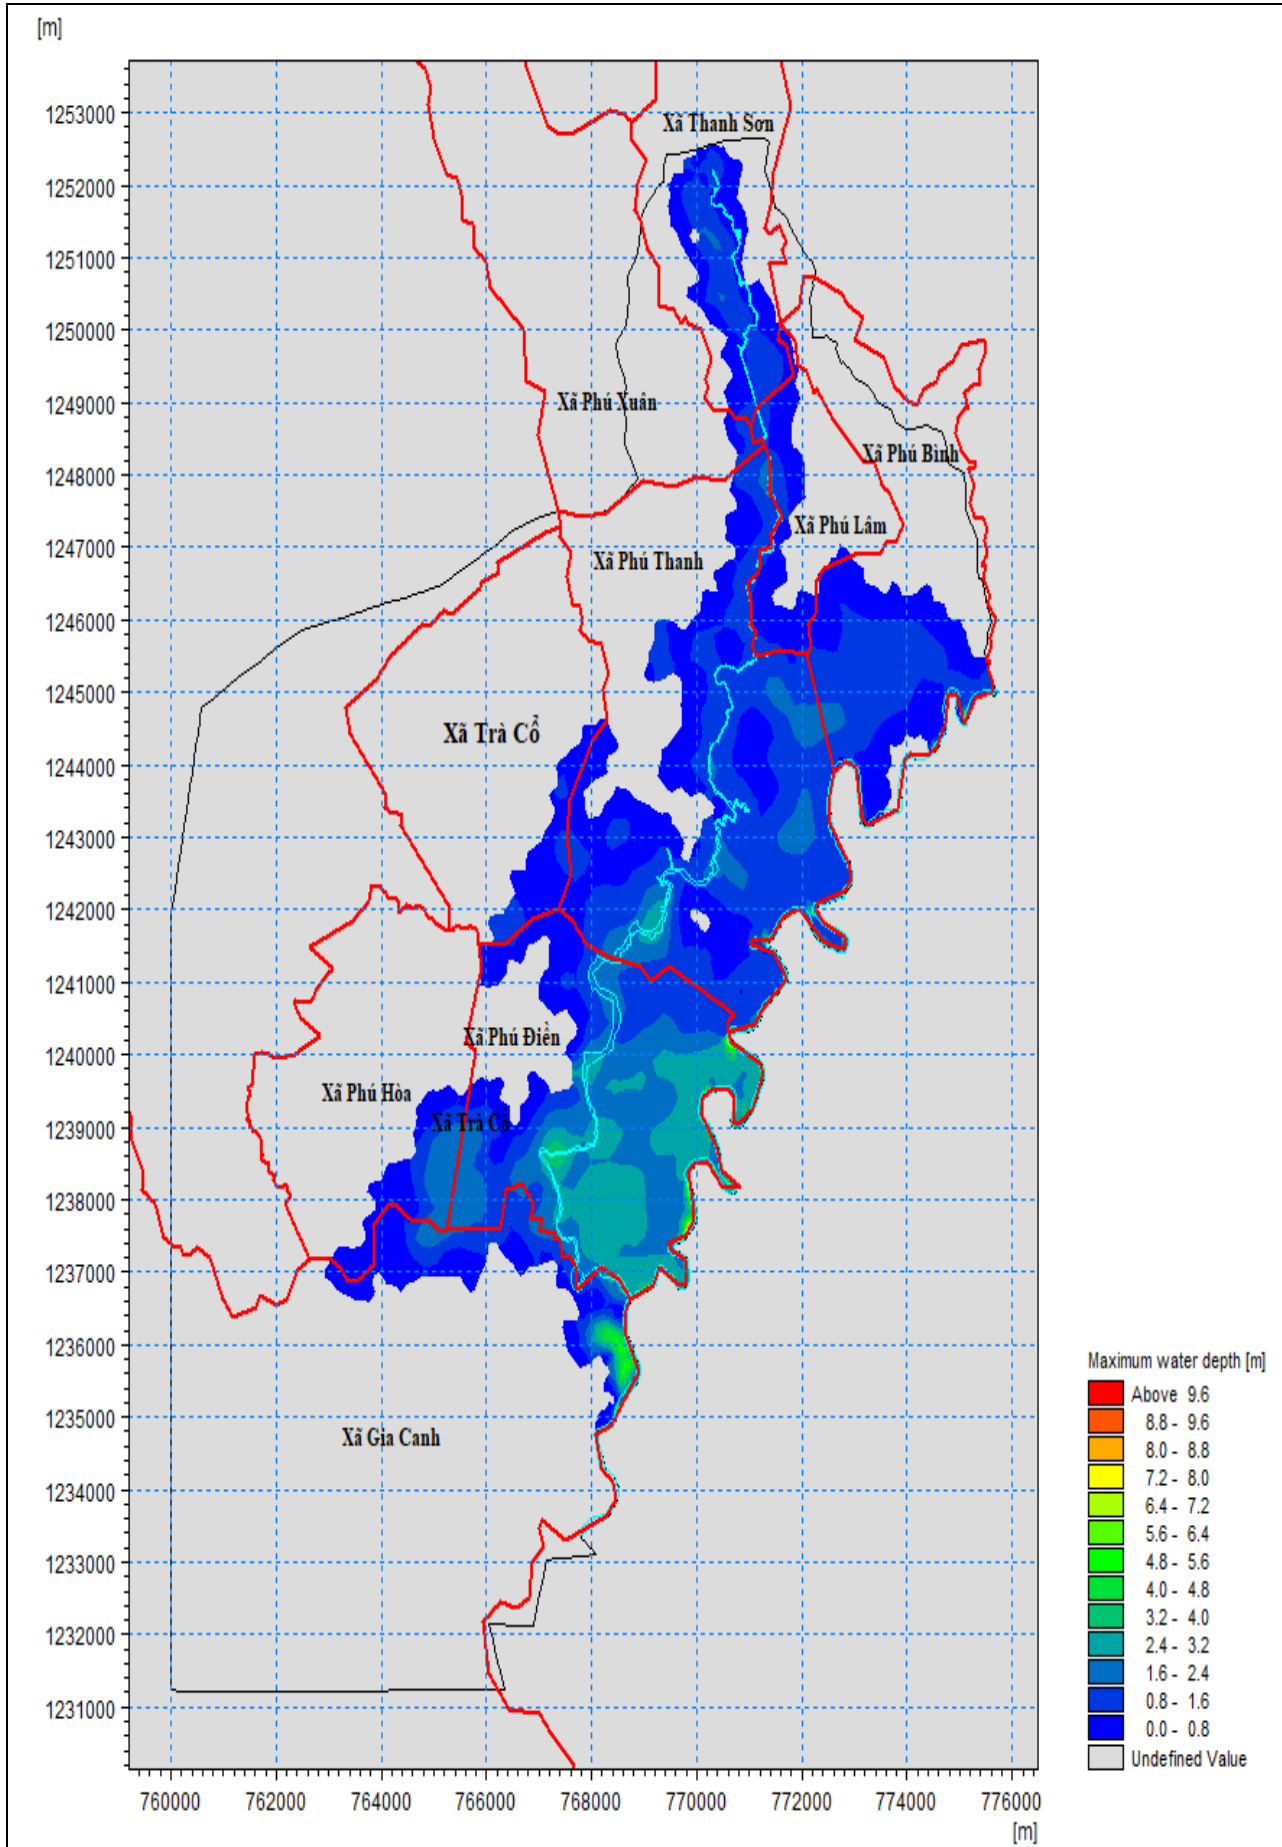 [m]
1253000
1252000
1251000
1250000
1249000
1248000
1247000
1246000
1245000
1244000
1243000
1242000
1241000
1240000
1239000
1238000
1237000
1236000
1235000
1234000
1233000
1232000
1231000
Xã Thanh Sơn
Xã Phú Xuân
Xã Phú Bình
Xã Phú Lâm
Xã Phú Thanh
Xã Trà Cổ
Xã Phú Điền
Xã Phú Hòa
Xã Trà Cổ
Xã Gia Canh
760000 762000 764000 766000 768000 770000 772000 774000 776000
[m]
Maximum water depth [m]
Above 9.6
8.8 - 9.6
8.0 - 8.8
7.2 - 8.0
6.4 - 7.2
5.6 - 6.4
4.8 - 5.6
4.0 - 4.8
3.2 - 4.0
2.4 - 3.2
1.6 - 2.4
0.8 - 1.6
0.0 - 0.8
Undefined Value